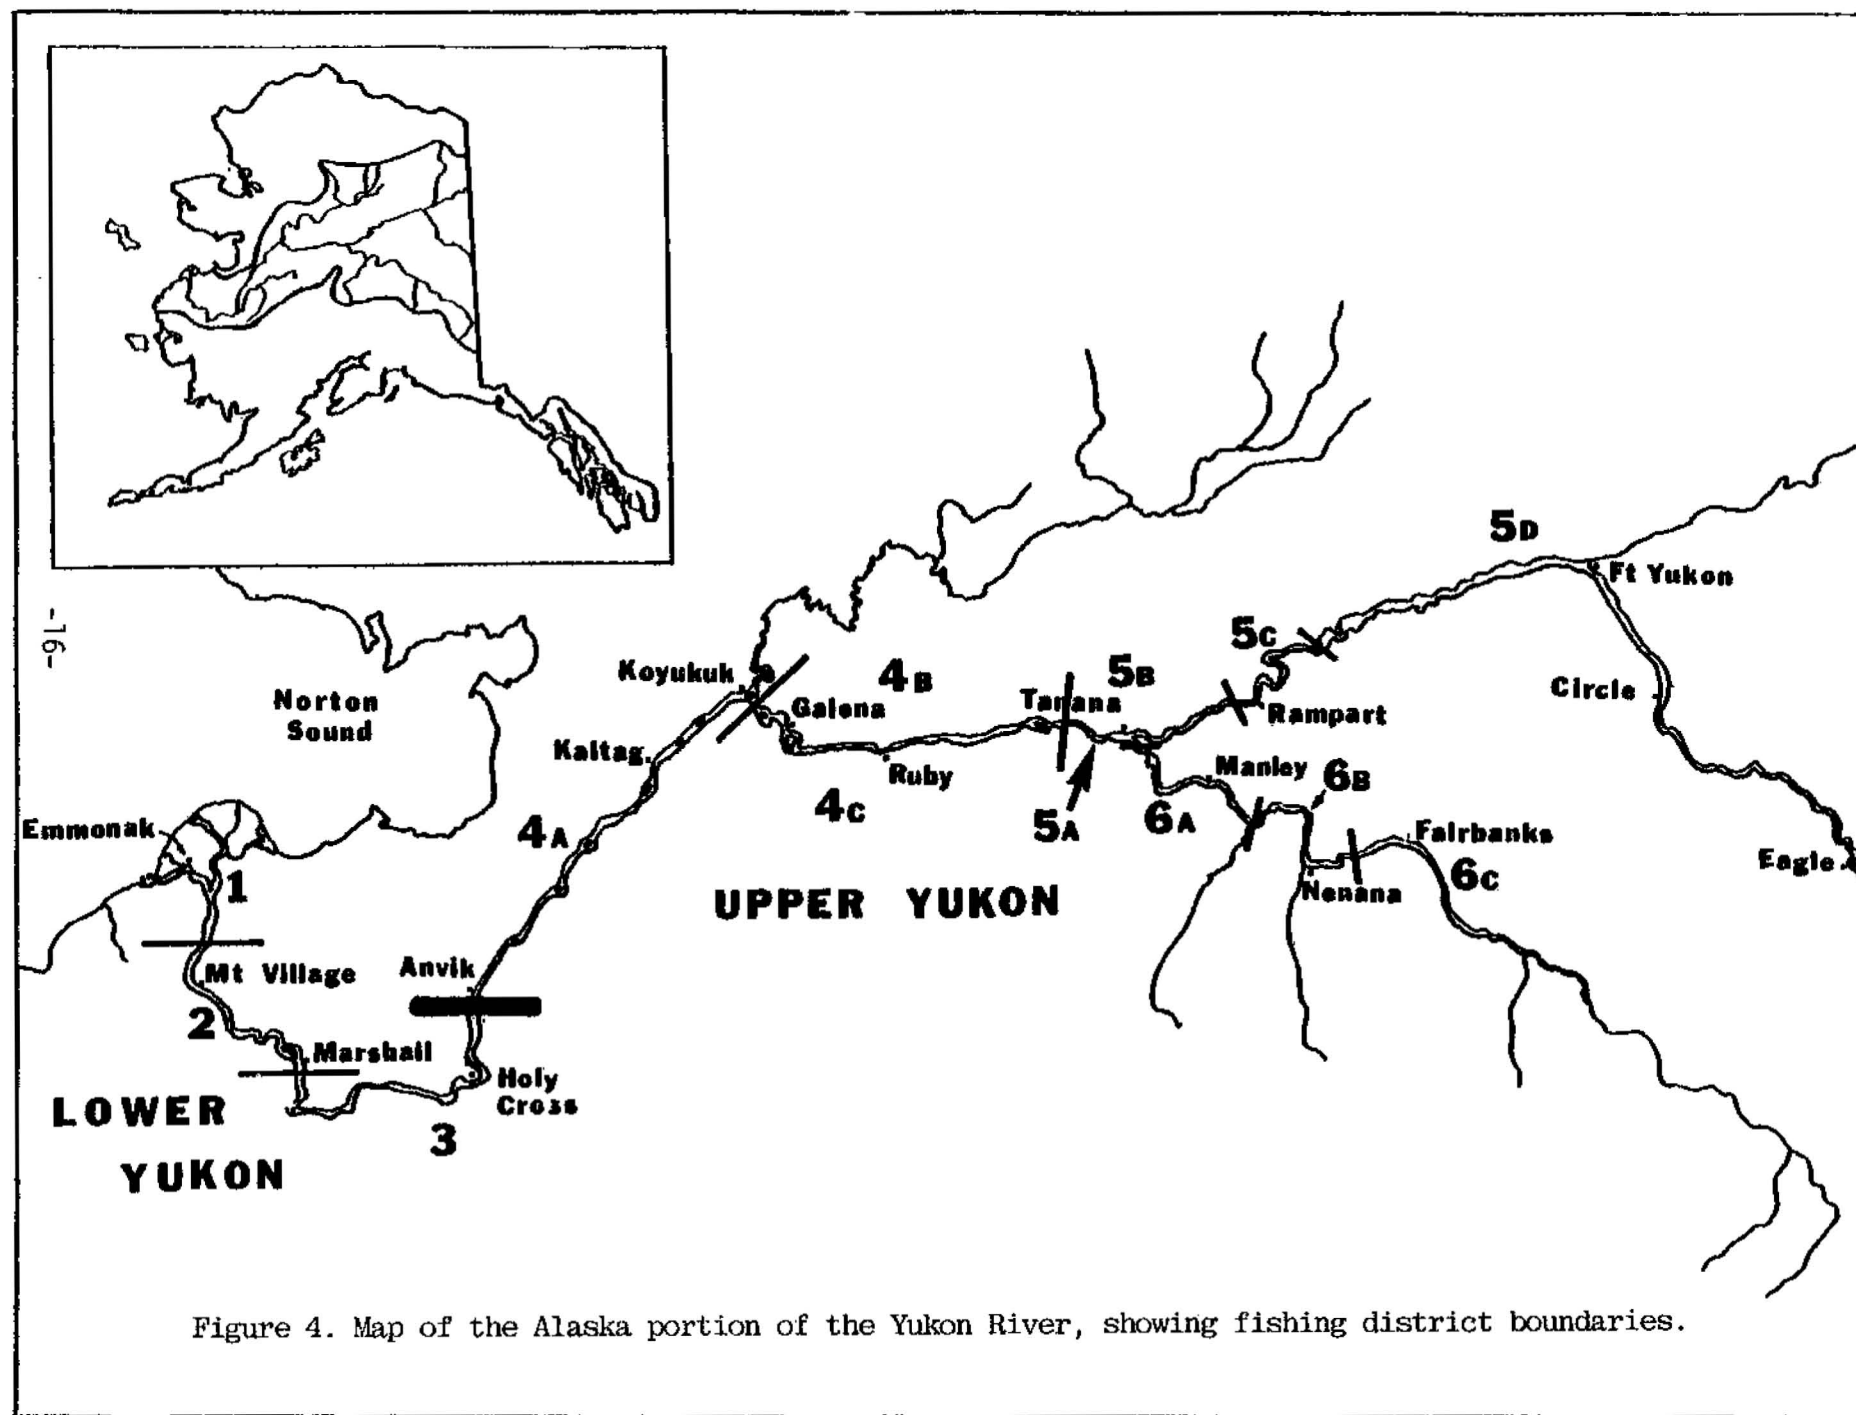 -16-
Norton
Sound
Emmonak
1
Mt Village
2
Marshall
LOWER
YUKON
3
Holy
Cross
Anvik
4A
Kaltag
Koyukuk
4B
Galena
Ruby
4C
UPPER YUKON
Tanana
5A
5B
5C
Rampart
5D
Ft Yukon
Circle
Eagle
Manley
6A
6B
Nenana
Fairbanks
6C
Figure 4. Map of the Alaska portion of the Yukon River, showing fishing district boundaries.